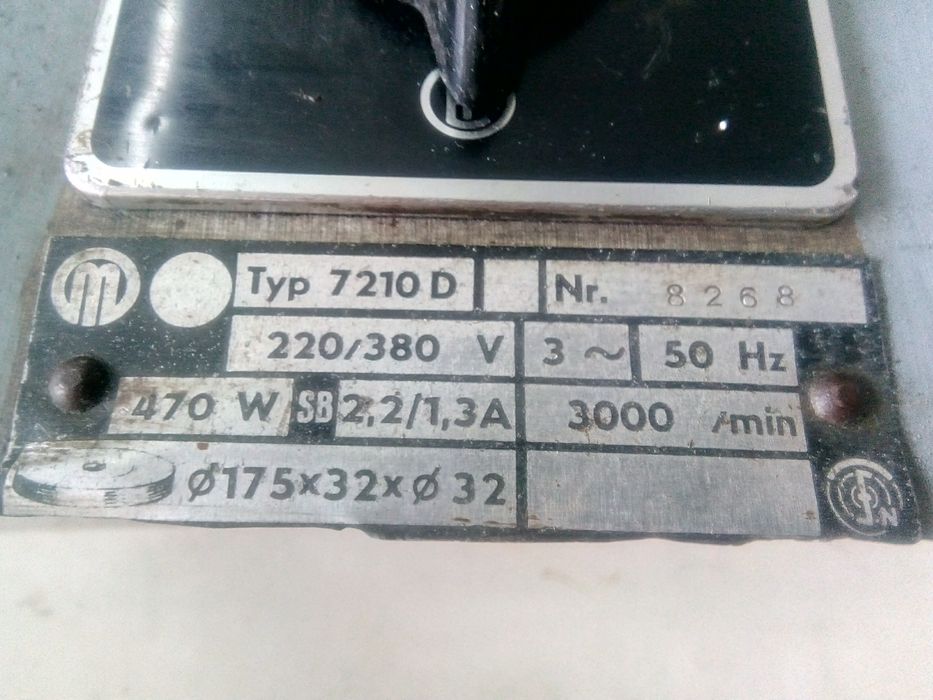 Typ 7210 D Nr. 8268
220/380 V 3 ~ 50 Hz
470 W SB 2,2/1,3A 3000 /min
ø175×32×ø 32